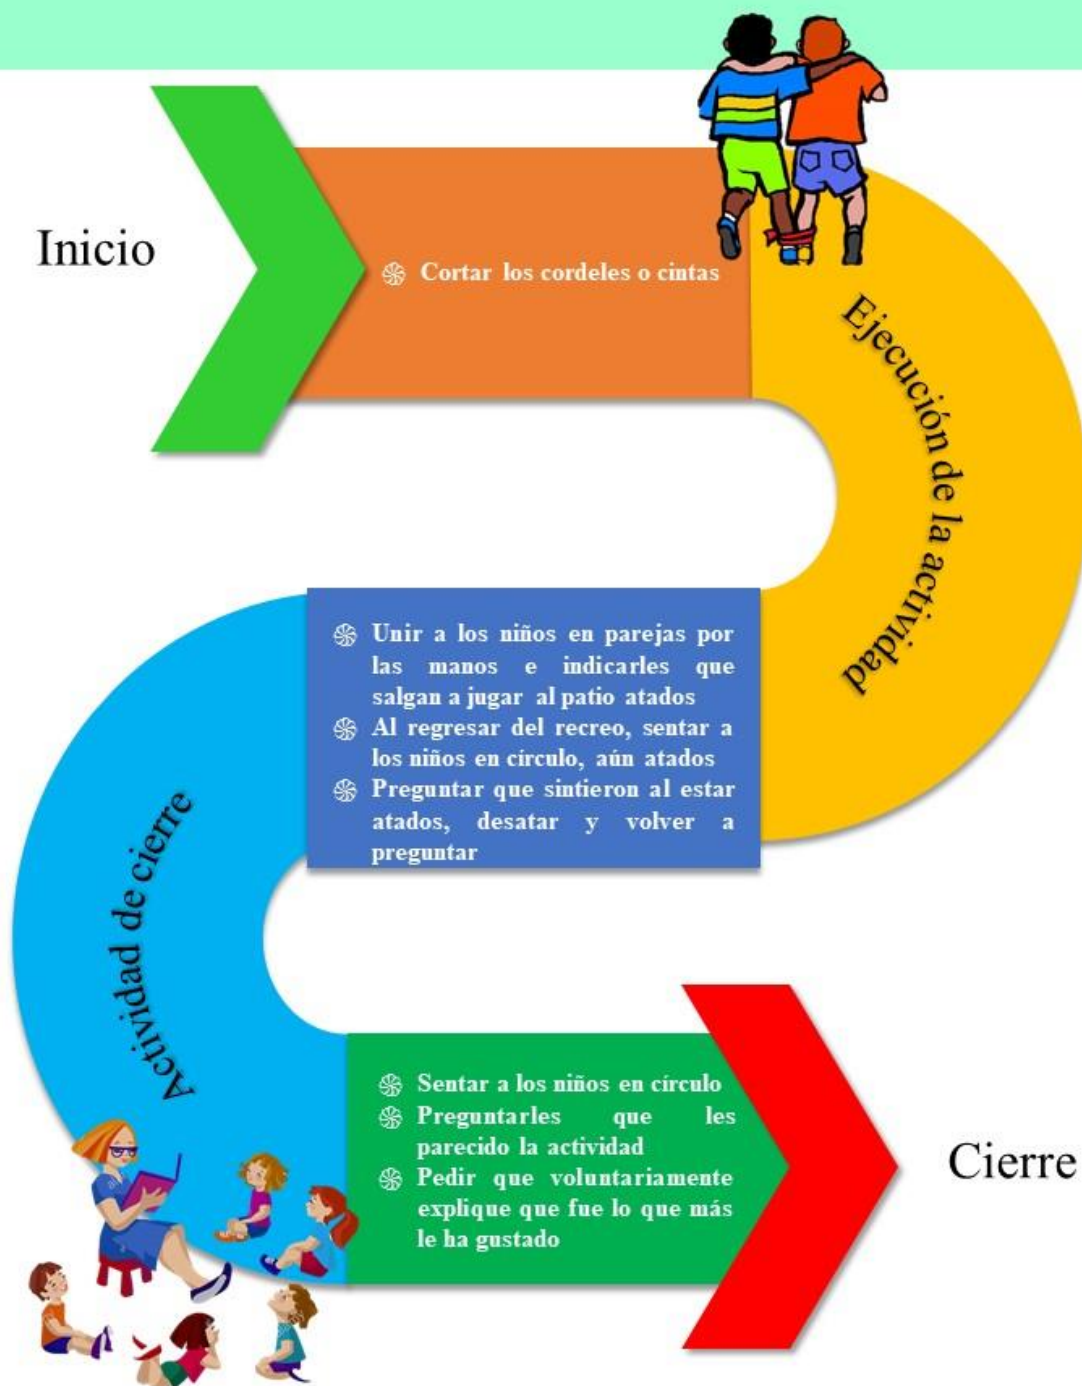 Inicio
֍ Cortar los cordeles o cintas
Ejecución de la actividad
֍ Unir a los niños en parejas por
las manos e indicarles que
salgan a jugar al patio atados
֍ Al regresar del recreo, sentar a
los niños en círculo, aún atados
֍ Preguntar que sintieron al estar
atados, desatar y volver a
preguntar
Actividad de cierre
֍ Sentar a los niños en círculo
֍ Preguntarles que les
parecido la actividad
֍ Pedir que voluntariamente
explique que fue lo que más
le ha gustado
Cierre